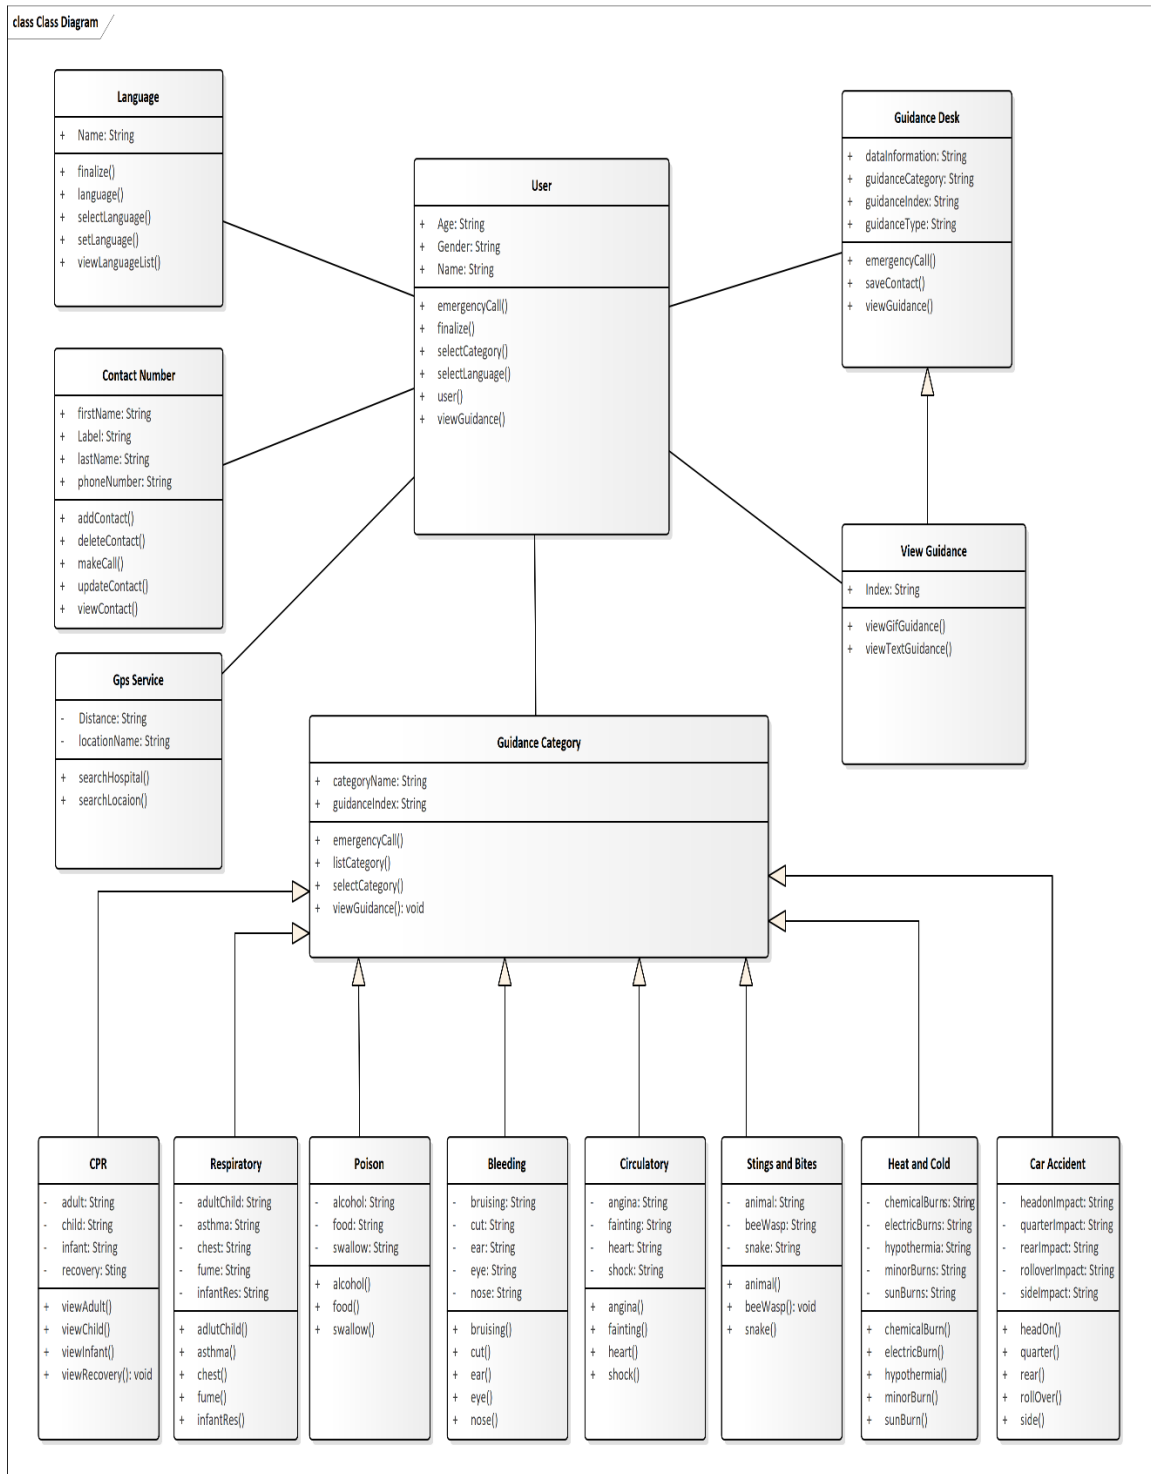 class Class Diagram
Language
+ Name: String
+ finalize()
+ language()
+ selectLanguage()
+ setLanguage()
+ viewLanguageList()
Guidance Desk
+ dataInformation: String
+ guidanceCategory: String
+ guidanceIndex: String
+ guidanceType: String
+ emergencyCall()
+ saveContact()
+ viewGuidance()
User
+ Age: String
+ Gender: String
+ Name: String
+ emergencyCall()
+ finalize()
+ selectCategory()
+ selectLanguage()
+ user()
+ viewGuidance()
Contact Number
+ firstName: String
+ Label: String
+ lastName: String
+ phoneNumber: String
+ addContact()
+ deleteContact()
+ makeCall()
+ updateContact()
+ viewContact()
View Guidance
+ Index: String
+ viewGifGuidance()
+ viewTextGuidance()
Gps Service
- Distance: String
- locationName: String
+ searchHospital()
+ searchLocaion()
Guidance Category
+ categoryName: String
+ guidanceIndex: String
+ emergencyCall()
+ listCategory()
+ selectCategory()
+ viewGuidance(): void
CPR
- adult: String
- child: String
- infant: String
- recovery: Sting
+ viewAdult()
+ viewChild()
+ viewInfant()
+ viewRecovery(): void
Respiratory
- adultChild: String
- asthma: String
- chest: String
- fume: String
- infantRes: String
+ adlutChild()
+ asthma()
+ chest()
+ fume()
+ infantRes()
Poison
- alcohol: String
- food: String
- swallow: String
+ alcohol()
+ food()
+ swallow()
Bleeding
- bruising: String
- cut: String
- ear: String
- eye: String
- nose: String
+ bruising()
+ cut()
+ ear()
+ eye()
+ nose()
Circulatory
- angina: String
- fainting: String
- heart: String
- shock: String
+ angina()
+ fainting()
+ heart()
+ shock()
Stings and Bites
- animal: String
- beeWasp: String
- snake: String
+ animal()
+ beeWasp(): void
+ snake()
Heat and Cold
- chemicalBurns: String
- electricBurns: String
- hypothermia: String
- minorBurns: String
- sunBurns: String
+ chemicalBurn()
+ electricBurn()
+ hypothermia()
+ minorBurn()
+ sunBurn()
Car Accident
- headonImpact: String
- quarterImpact: String
- rearImpact: String
- rolloverImpact: String
- sideImpact: String
+ headOn()
+ quarter()
+ rear()
+ rollOver()
+ side()